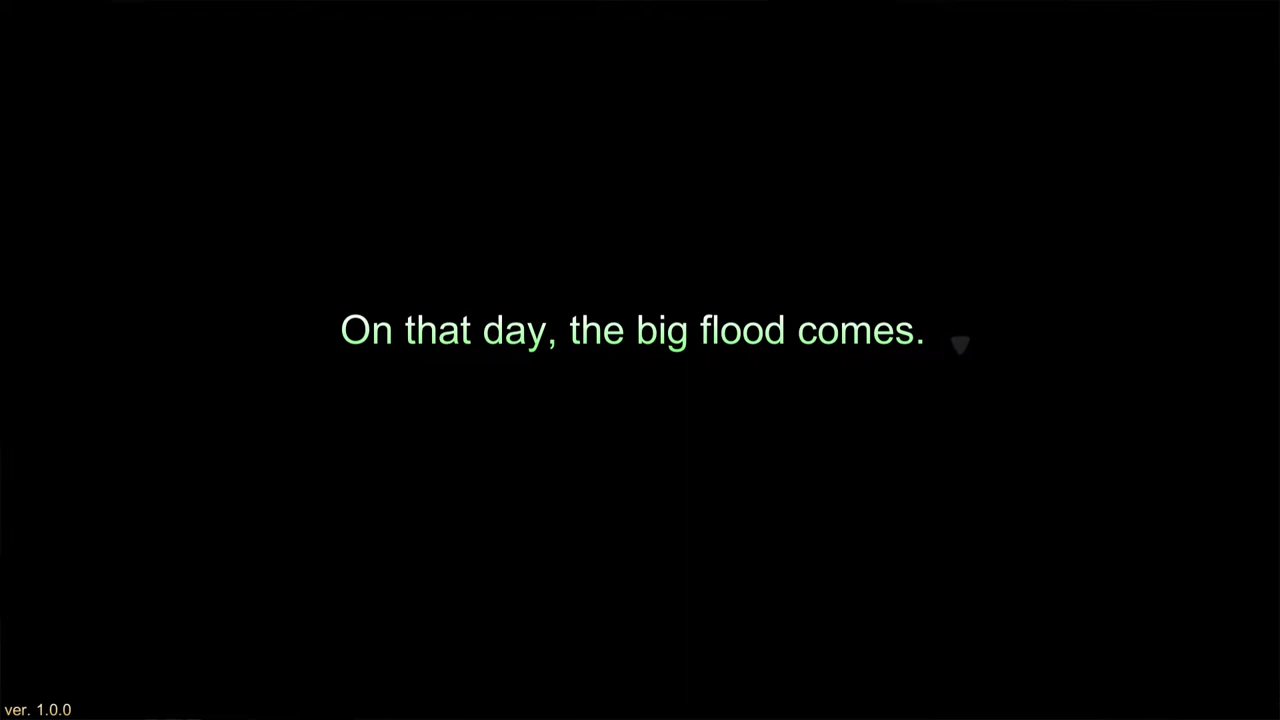 On that day, the big flood comes.
ver. 1.0.0